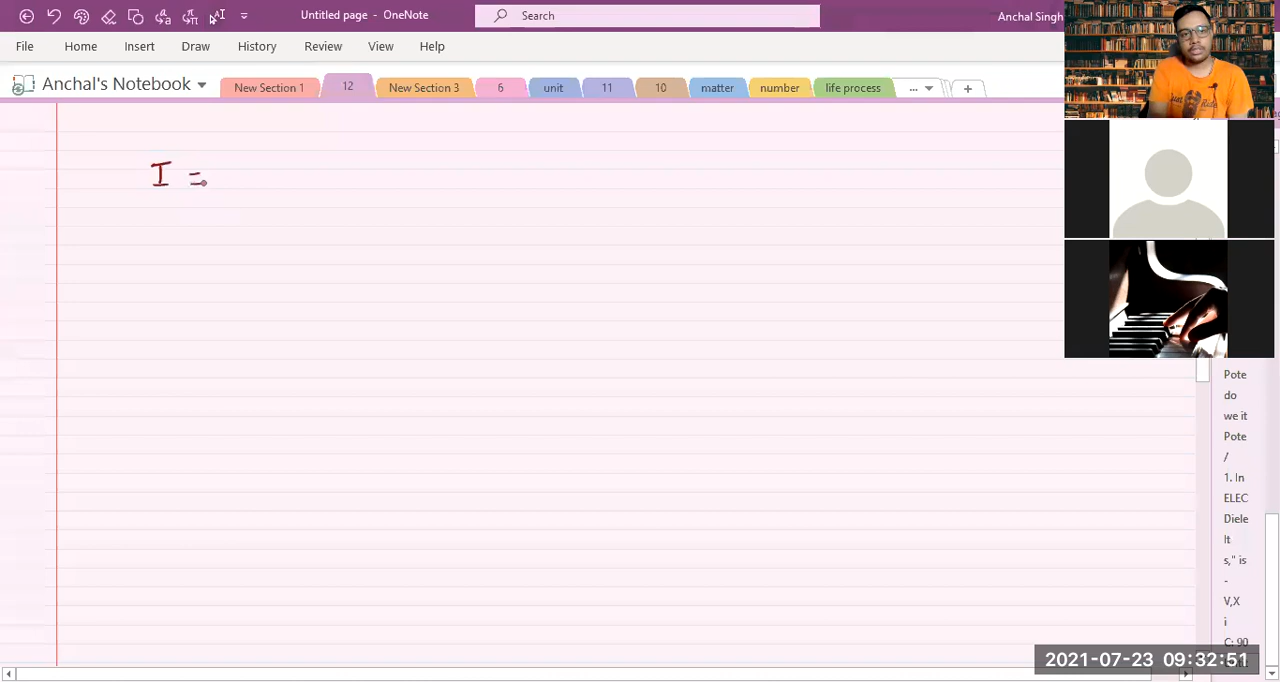 Untitled page - OneNote
Search
Anchal Singh
File Home Insert Draw History Review View Help
Anchal's Notebook
New Section 1
12
New Section 3
6
unit
11
10
matter
number
life process
...
+
I =
Pote
do
we it
Pote
/
1. In
ELEC
Diele
It
s," is
-
V,X
i
C: 90
2021-07-23 09:32:51